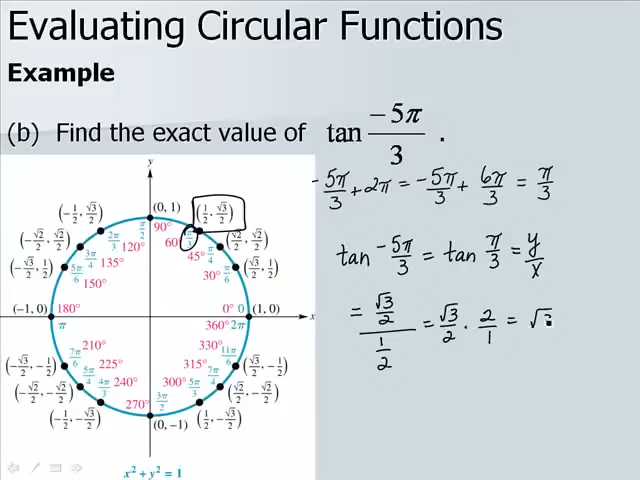 Evaluating Circular Functions
Example
(b) Find the exact value of tan −5π/3 .
−5π/3 + 2π = −5π/3 + 6π/3 = π/3
tan −5π/3 = tan π/3 = y/x
= (√3/2)/(1/2) = √3/2 · 2/1 = √3
y
(0, 1)
(1/2, √3/2)
(−1/2, √3/2)
π/2
90°
π/3
60°
2π/3
120°
(−√2/2, √2/2)
(√2/2, √2/2)
3π/4
135°
45°
π/4
(−√3/2, 1/2)
(√3/2, 1/2)
5π/6
150°
30°
π/6
(−1, 0)
180°
0° 0
(1, 0)
x
π
360° 2π
210°
330°
7π/6
11π/6
(−√3/2, −1/2)
(√3/2, −1/2)
225°
315°
5π/4
7π/4
(−√2/2, −√2/2)
(√2/2, −√2/2)
240°
300°
4π/3
5π/3
(−1/2, −√3/2)
(1/2, −√3/2)
270°
3π/2
(0, −1)
x² + y² = 1